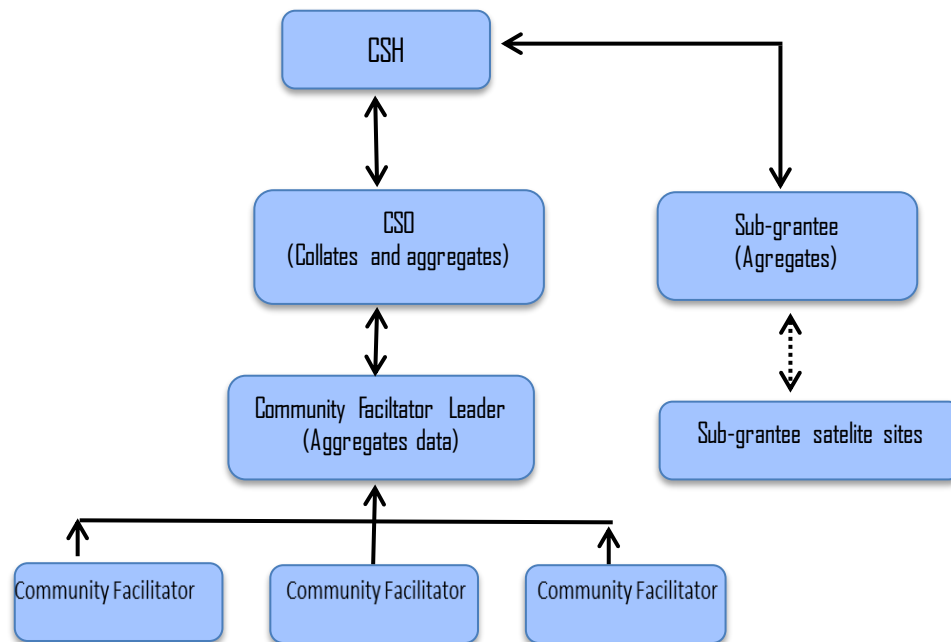 CSH
CSO
(Collates and aggregates)
Sub-grantee
(Agregates)
Community Faciltator Leader
(Aggregates data)
Sub-grantee satelite sites
Community Facilitator
Community Facilitator
Community Facilitator